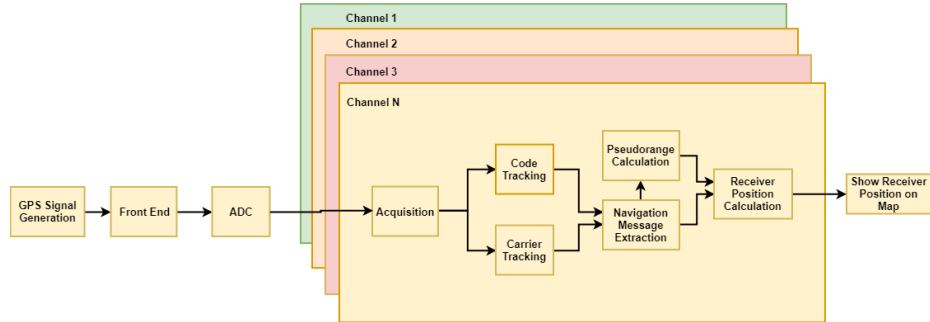 Channel 1
Channel 2
Channel 3
Channel N
GPS Signal
Generation
Front End
ADC
Acquisition
Code
Tracking
Carrier
Tracking
Pseudorange
Calculation
Navigation
Message
Extraction
Receiver
Position
Calculation
Show Receiver
Position on
Map